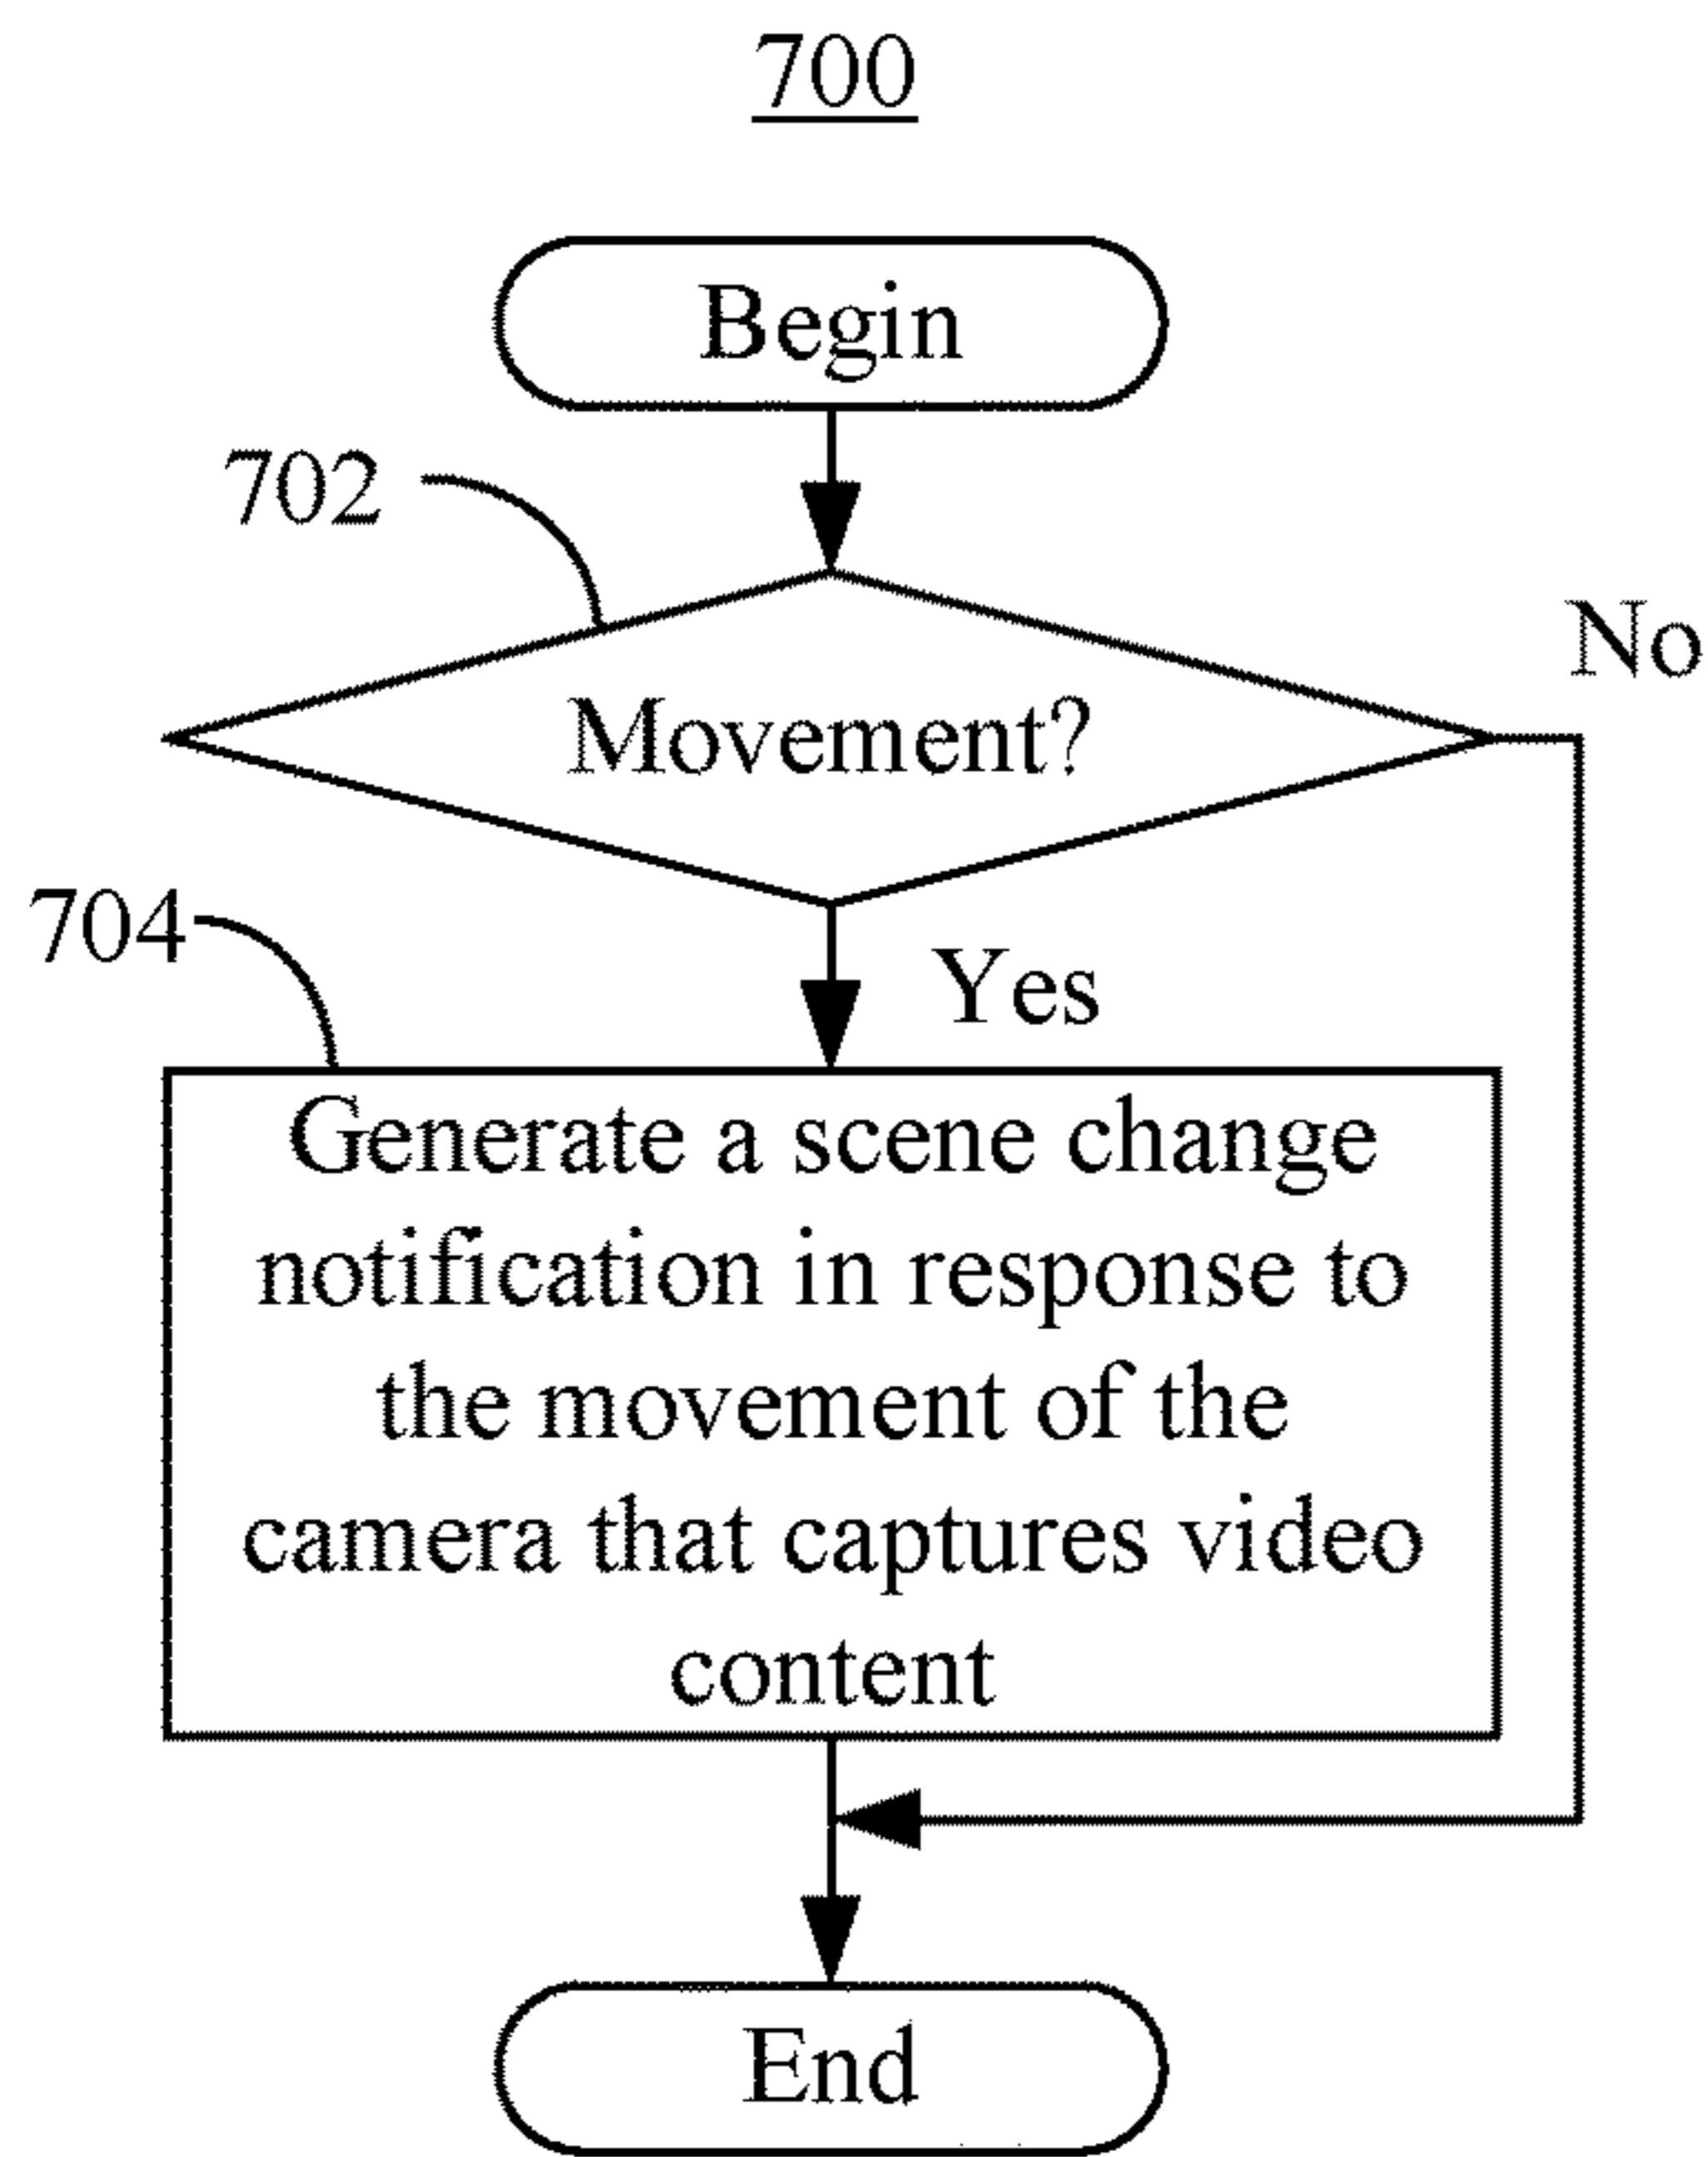 700
Begin
702
No
Movement?
704
Yes
Generate a scene change
notification in response to
the movement of the
camera that captures video
content
End